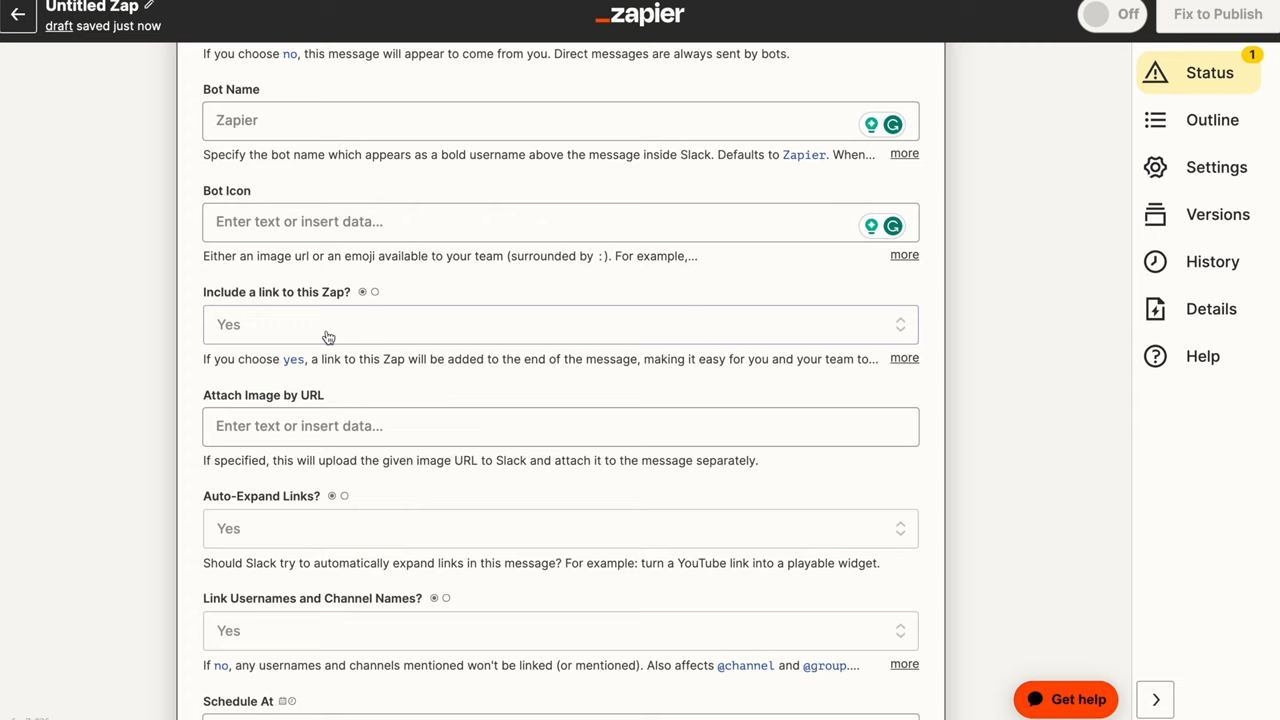 Untitled Zap
draft saved just now
zapier
Off
Fix to Publish
If you choose no, this message will appear to come from you. Direct messages are always sent by bots.
Bot Name
Zapier
Specify the bot name which appears as a bold username above the message inside Slack. Defaults to Zapier. When... more
Bot Icon
Enter text or insert data...
Either an image url or an emoji available to your team (surrounded by :). For example,... more
Include a link to this Zap?
Yes
If you choose yes, a link to this Zap will be added to the end of the message, making it easy for you and your team to... more
Attach Image by URL
Enter text or insert data...
If specified, this will upload the given image URL to Slack and attach it to the message separately.
Auto-Expand Links?
Yes
Should Slack try to automatically expand links in this message? For example: turn a YouTube link into a playable widget.
Link Usernames and Channel Names?
Yes
If no, any usernames and channels mentioned won't be linked (or mentioned). Also affects @channel and @group.... more
Schedule At
1
Status
Outline
Settings
Versions
History
Details
Help
Get help